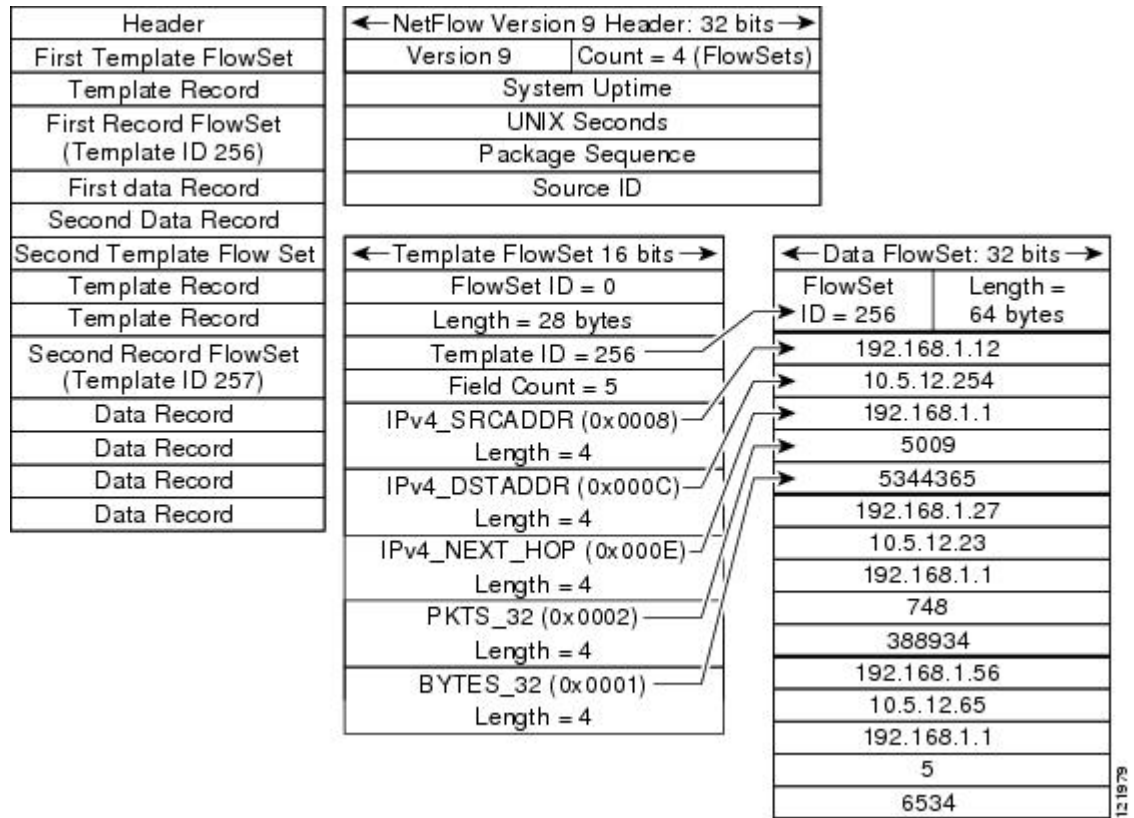 Header
First Template FlowSet
Template Record
First Record FlowSet
(Template ID 256)
First data Record
Second Data Record
Second Template Flow Set
Template Record
Template Record
Second Record FlowSet
(Template ID 257)
Data Record
Data Record
Data Record
Data Record
NetFlow Version 9 Header: 32 bits
Version 9
Count = 4 (FlowSets)
System Uptime
UNIX Seconds
Package Sequence
Source ID
Template FlowSet 16 bits
FlowSet ID = 0
Length = 28 bytes
Template ID = 256
Field Count = 5
IPv4_SRCADDR (0x0008)
Length = 4
IPv4_DSTADDR (0x000C)
Length = 4
IPv4_NEXT_HOP (0x000E)
Length = 4
PKTS_32 (0x0002)
Length = 4
BYTES_32 (0x0001)
Length = 4
Data FlowSet: 32 bits
FlowSet
ID = 256
Length =
64 bytes
192.168.1.12
10.5.12.254
192.168.1.1
5009
5344365
192.168.1.27
10.5.12.23
192.168.1.1
748
388934
192.168.1.56
10.5.12.65
192.168.1.1
5
6534
121979